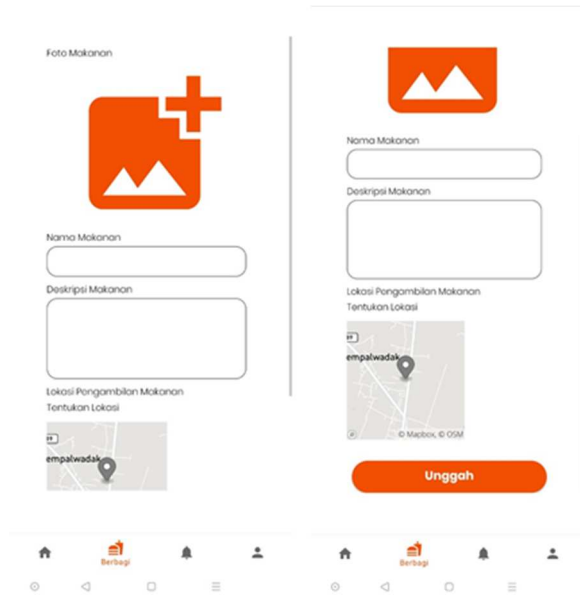 Foto Makanan
Nama Makanan
Deskripsi Makanan
Lokasi Pengambilan Makanan
Tentukan Lokasi
empalwadak
Berbagi
Nama Makanan
Deskripsi Makanan
Lokasi Pengambilan Makanan
Tentukan Lokasi
empalwadak
© Mapbox, © OSM
Unggah
Berbagi